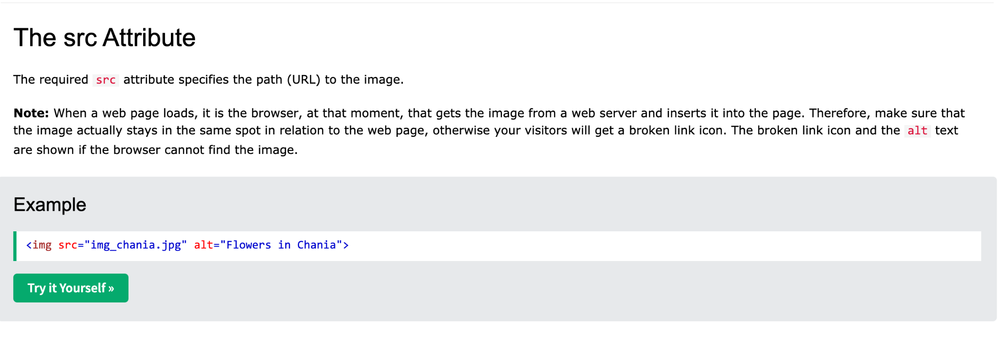 The src Attribute
The required src attribute specifies the path (URL) to the image.
Note: When a web page loads, it is the browser, at that moment, that gets the image from a web server and inserts it into the page. Therefore, make sure that
the image actually stays in the same spot in relation to the web page, otherwise your visitors will get a broken link icon. The broken link icon and the alt text
are shown if the browser cannot find the image.
Example
<img src="img_chania.jpg" alt="Flowers in Chania">
Try it Yourself »